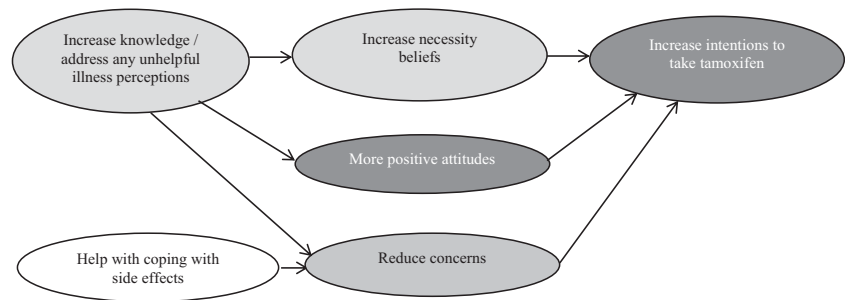 Increase knowledge /
address any unhelpful
illness perceptions
Increase necessity
beliefs
Increase intentions to
take tamoxifen
More positive attitudes
Help with coping with
side effects
Reduce concerns